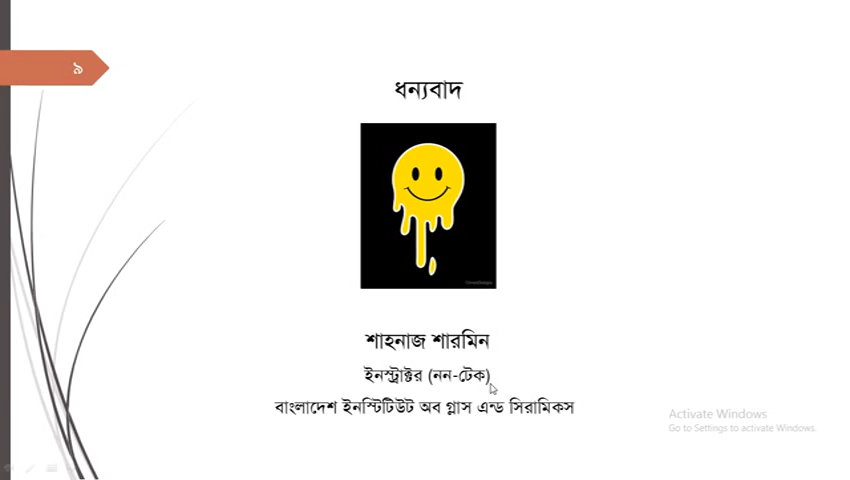 ৯
ধন্যবাদ
শাহনাজ শারমিন
ইনস্ট্রাক্টর (নন-টেক)
বাংলাদেশ ইনস্টিটিউট অব গ্লাস এন্ড সিরামিকস
Activate Windows
Go to Settings to activate Windows.